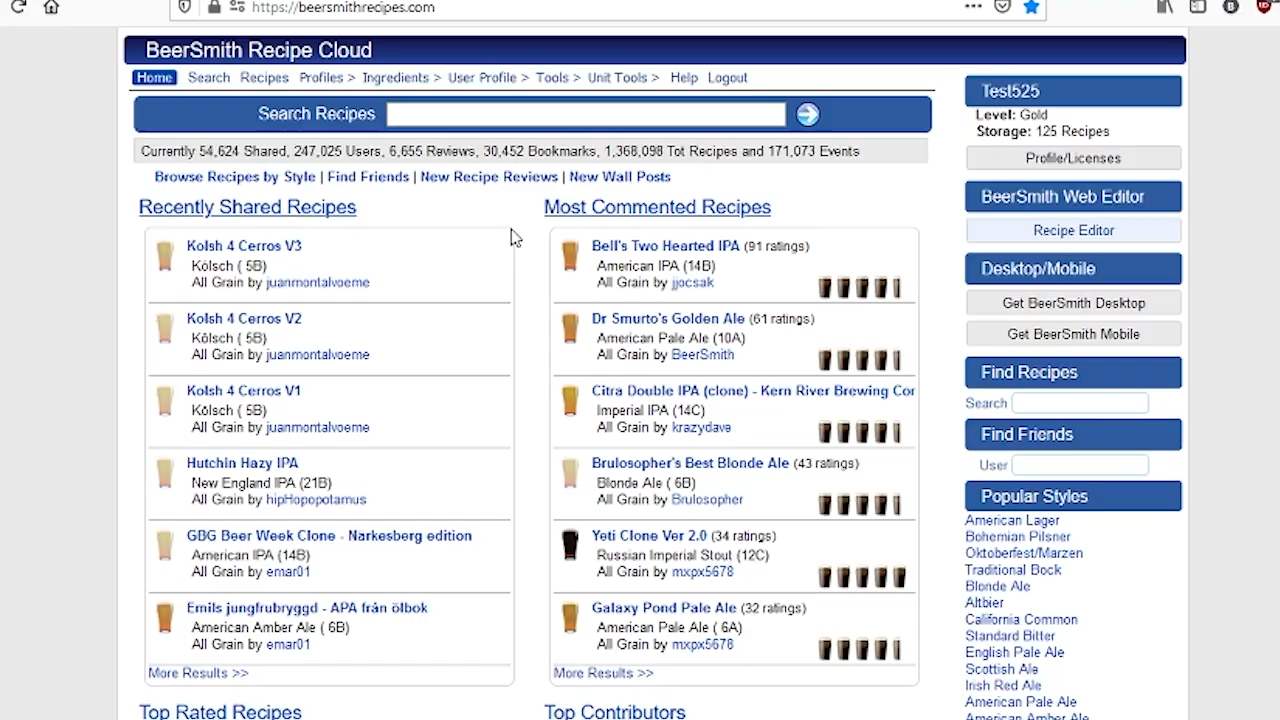 https://beersmithrecipes.com
BeerSmith Recipe Cloud
Home Search Recipes Profiles > Ingredients > User Profile > Tools > Unit Tools > Help Logout
Search Recipes
Currently 54,624 Shared, 247,025 Users, 6,655 Reviews, 30,452 Bookmarks, 1,368,098 Tot Recipes and 171,073 Events
Browse Recipes by Style | Find Friends | New Recipe Reviews | New Wall Posts
Recently Shared Recipes
Kolsh 4 Cerros V3
Kölsch ( 5B)
All Grain by juanmontalvoeme
Kolsh 4 Cerros V2
Kölsch ( 5B)
All Grain by juanmontalvoeme
Kolsh 4 Cerros V1
Kölsch ( 5B)
All Grain by juanmontalvoeme
Hutchin Hazy IPA
New England IPA (21B)
All Grain by hipHopopotamus
GBG Beer Week Clone - Narkesberg edition
American IPA (14B)
All Grain by emar01
Emils jungfrubryggd - APA från ölbok
American Amber Ale ( 6B)
All Grain by emar01
More Results >>
Top Rated Recipes
Most Commented Recipes
Bell's Two Hearted IPA (91 ratings)
American IPA (14B)
All Grain by jjocsak
Dr Smurto's Golden Ale (61 ratings)
American Pale Ale (10A)
All Grain by BeerSmith
Citra Double IPA (clone) - Kern River Brewing Cor
Imperial IPA (14C)
All Grain by krazydave
Brulosopher's Best Blonde Ale (43 ratings)
Blonde Ale ( 6B)
All Grain by Brulosopher
Yeti Clone Ver 2.0 (34 ratings)
Russian Imperial Stout (12C)
All Grain by mxpx5678
Galaxy Pond Pale Ale (32 ratings)
American Pale Ale ( 6A)
All Grain by mxpx5678
More Results >>
Top Contributors
Test525
Level: Gold
Storage: 125 Recipes
Profile/Licenses
BeerSmith Web Editor
Recipe Editor
Desktop/Mobile
Get BeerSmith Desktop
Get BeerSmith Mobile
Find Recipes
Search
Find Friends
User
Popular Styles
American Lager
Bohemian Pilsner
Oktoberfest/Marzen
Traditional Bock
Blonde Ale
Altbier
California Common
Standard Bitter
English Pale Ale
Scottish Ale
Irish Red Ale
American Pale Ale
American Amber Ale